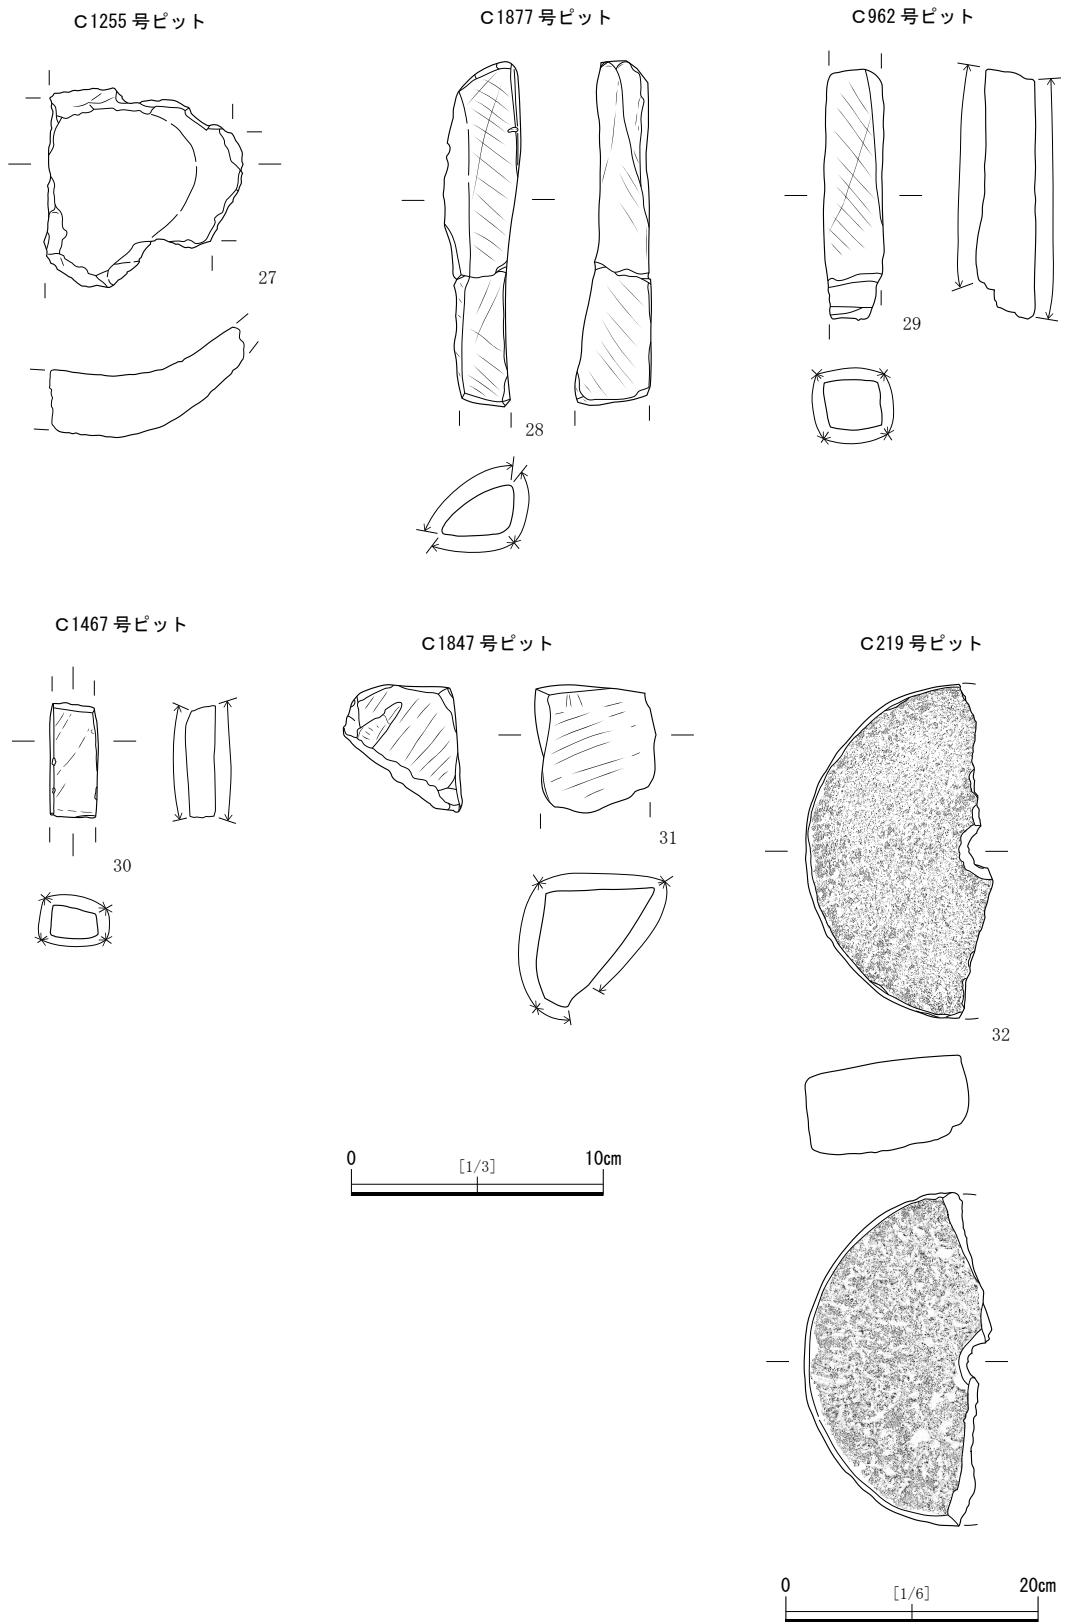 C1255 号ピット
C1877 号ピット
C962 号ピット
27
28
29
C1467 号ピット
C1847 号ピット
C219 号ピット
30
31
32
0 [1/3] 10cm
0 [1/6] 20cm